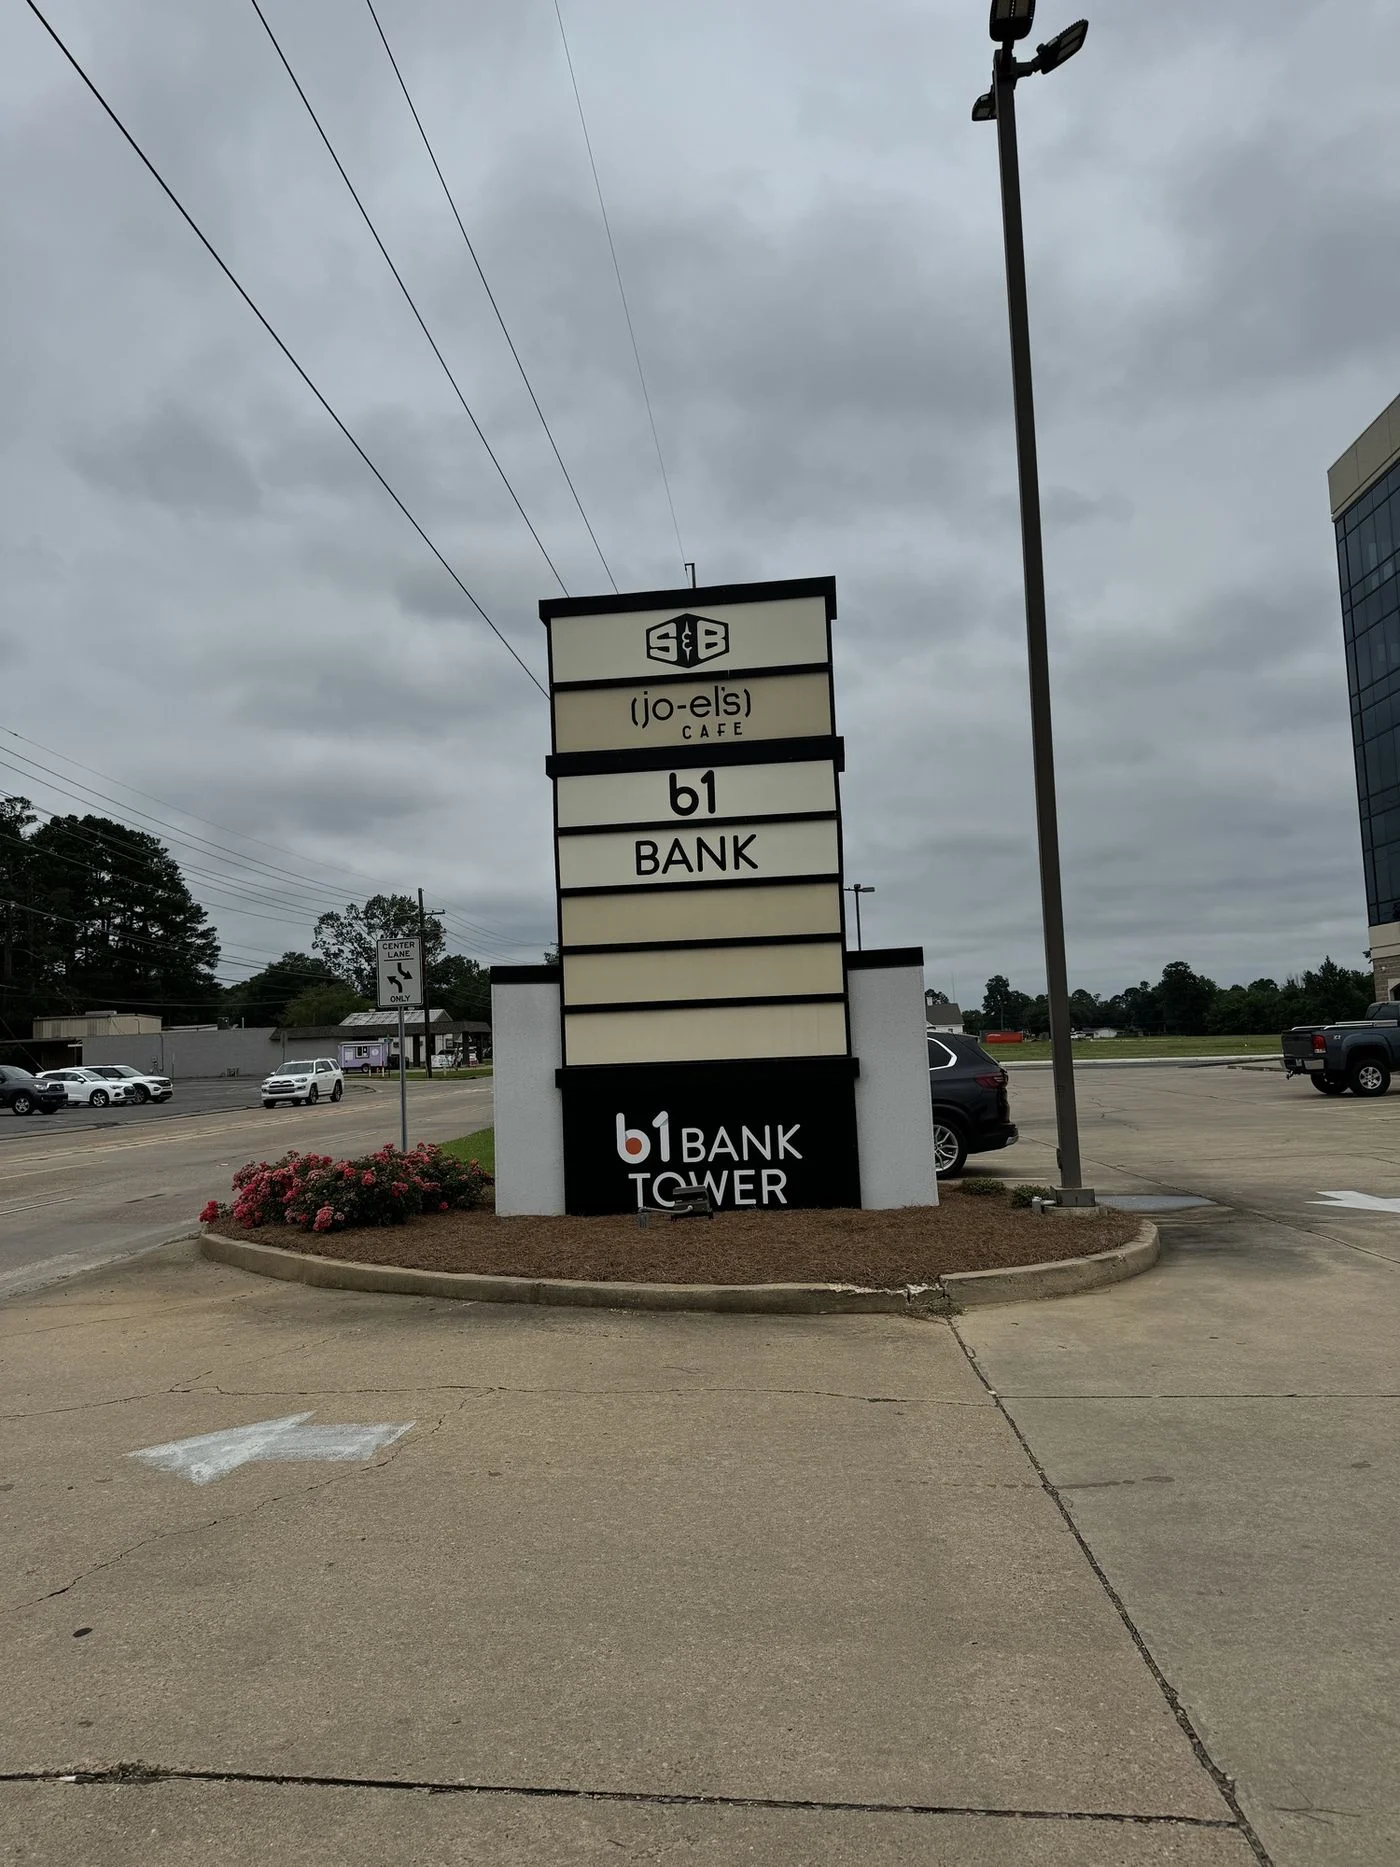 S&B
(jo-el's)
CAFE
b1
BANK
CENTER
LANE
ONLY
b1 BANK
TOWER